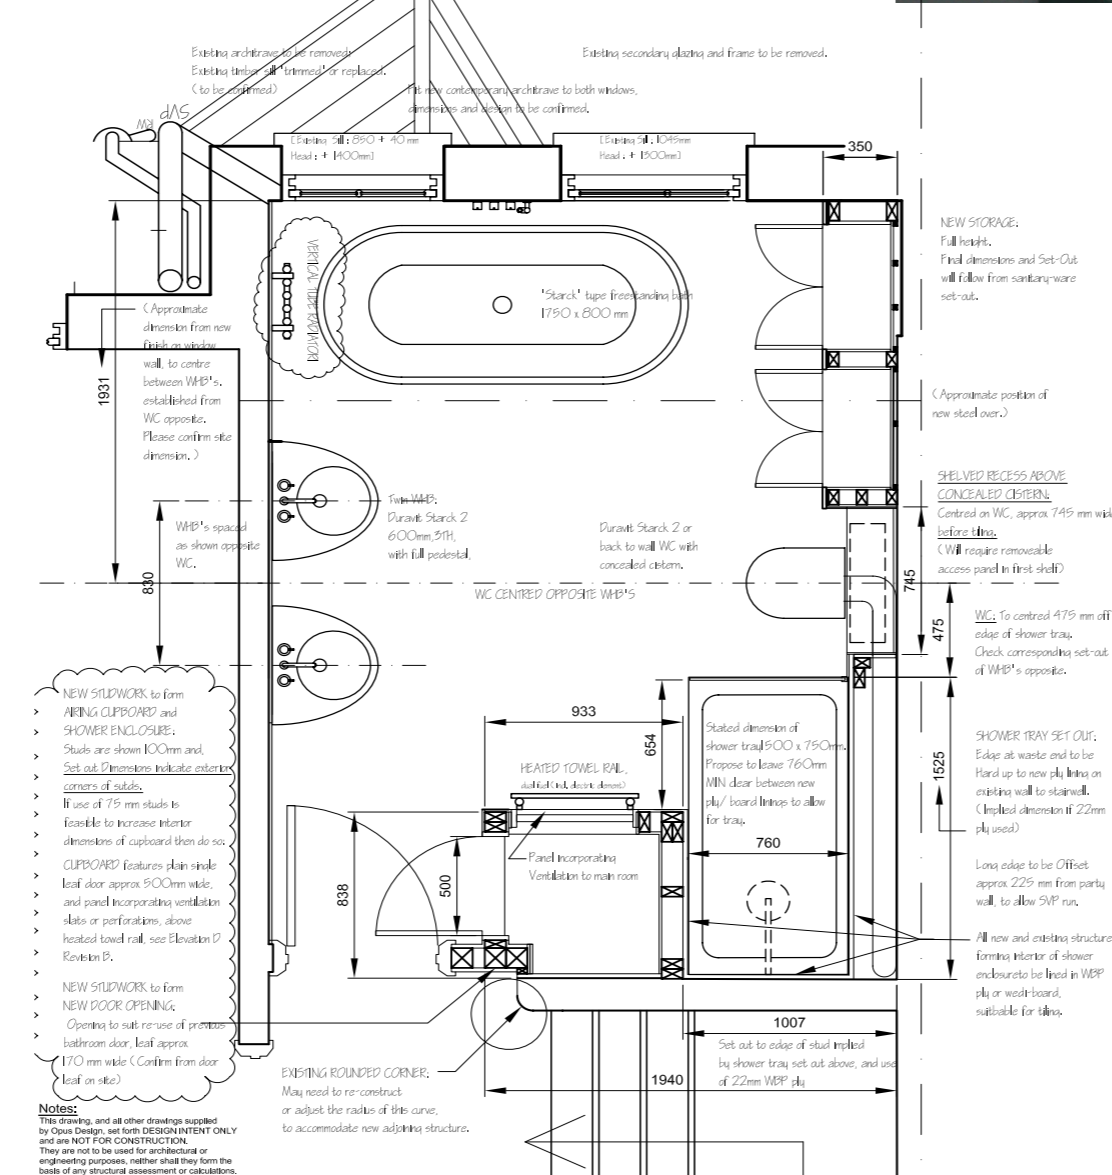 Existing architrave to be removed.
Existing timber sill 'trimmed' or replaced.
(to be confirmed)
Existing secondary glazing and frame to be removed.
Fit new contemporary architrave to both windows,
dimensions and design to be confirmed.
SVP
RW
[Existing Sill: 850 + 40 mm
Head: + 1400mm]
[Existing Sill: 1045mm
Head: + 1300mm]
350
NEW STORAGE:
Full height.
Final dimensions and Set-Out
will follow from sanitary-ware
set-out.
VERTICAL TUBE RADIATOR!
"Starck" type freestanding bath
1750 x 800 mm
(Approximate
dimension from new
finish on window
wall, to centre
between WHB's.
established from
WC opposite.
Please confirm site
dimension. )
1931
(Approximate position of
new steel over.)
SHELVED RECESS ABOVE
CONCEALED CISTERN:
Centred on WC, approx 745 mm wide
before tiling.
( Will require removeable
access panel in first shelf)
Twin WHB:
Duravit Starck 2
600mm,3TH,
with full pedestal,
Duravit Starck 2 or
back to wall WC with
concealed cistern.
WHB's spaced
as shown opposite
WC.
830
745
475
WC CENTRED OPPOSITE WHB'S
WC: To centred 475 mm off
edge of shower tray.
Check corresponding set-out
of WHB's opposite.
NEW STUDWORK to form
AIRING CUPBOARD and
SHOWER ENCLOSURE:
Studs are shown 100mm and,
Set out Dimensions indicate exterior
corners of sutds.
If use of 75 mm studs is
feasible to increase interior
dimensions of cupboard then do so:
CUPBOARD features plain single
leaf door approx 500mm wide,
and panel incorporating ventilation
slats or perforations, above
heated towel rail, see Elevation D
Revision B.
NEW STUDWORK to form
NEW DOOR OPENING:
Opening to suit re-use of previous
bathroom door, leaf approx
170 mm wide ( Confirm from door
leaf on site)
933
654
HEATED TOWEL RAIL,
dual fuel ( incl. electric element)
Stated dimension of
shower tray1500 x 750mm.
Propose to leave 760mm
MIN clear between new
ply/ board linings to allow
for tray.
760
1525
SHOWER TRAY SET OUT:
Edge at waste end to be
Hard up to new ply lining on
existing wall to stairwell.
( Implied dimension if 22mm
ply used)
Long edge to be Offset
approx 225 mm from party
wall, to allow SVP run.
All new and existing structure
forming interior of shower
enclosureto be lined in WBP
ply or wedi-board,
suitbable for tiling.
838
500
Panel Incorporating
Ventilation to main room
1007
Set out to edge of stud implied
by shower tray set out above, and use
of 22mm WBP ply
1940
EXISTING ROUNDED CORNER:
May need to re-construct
or adjust the radius of this curve,
to accommodate new adjoining structure.
Notes:
This drawing, and all other drawings supplied
by Opus Design, set forth DESIGN INTENT ONLY
and are NOT FOR CONSTRUCTION.
They are not to be used for architectural or
engineering purposes, neither shall they form the
basis of any structural assessment or calculations.